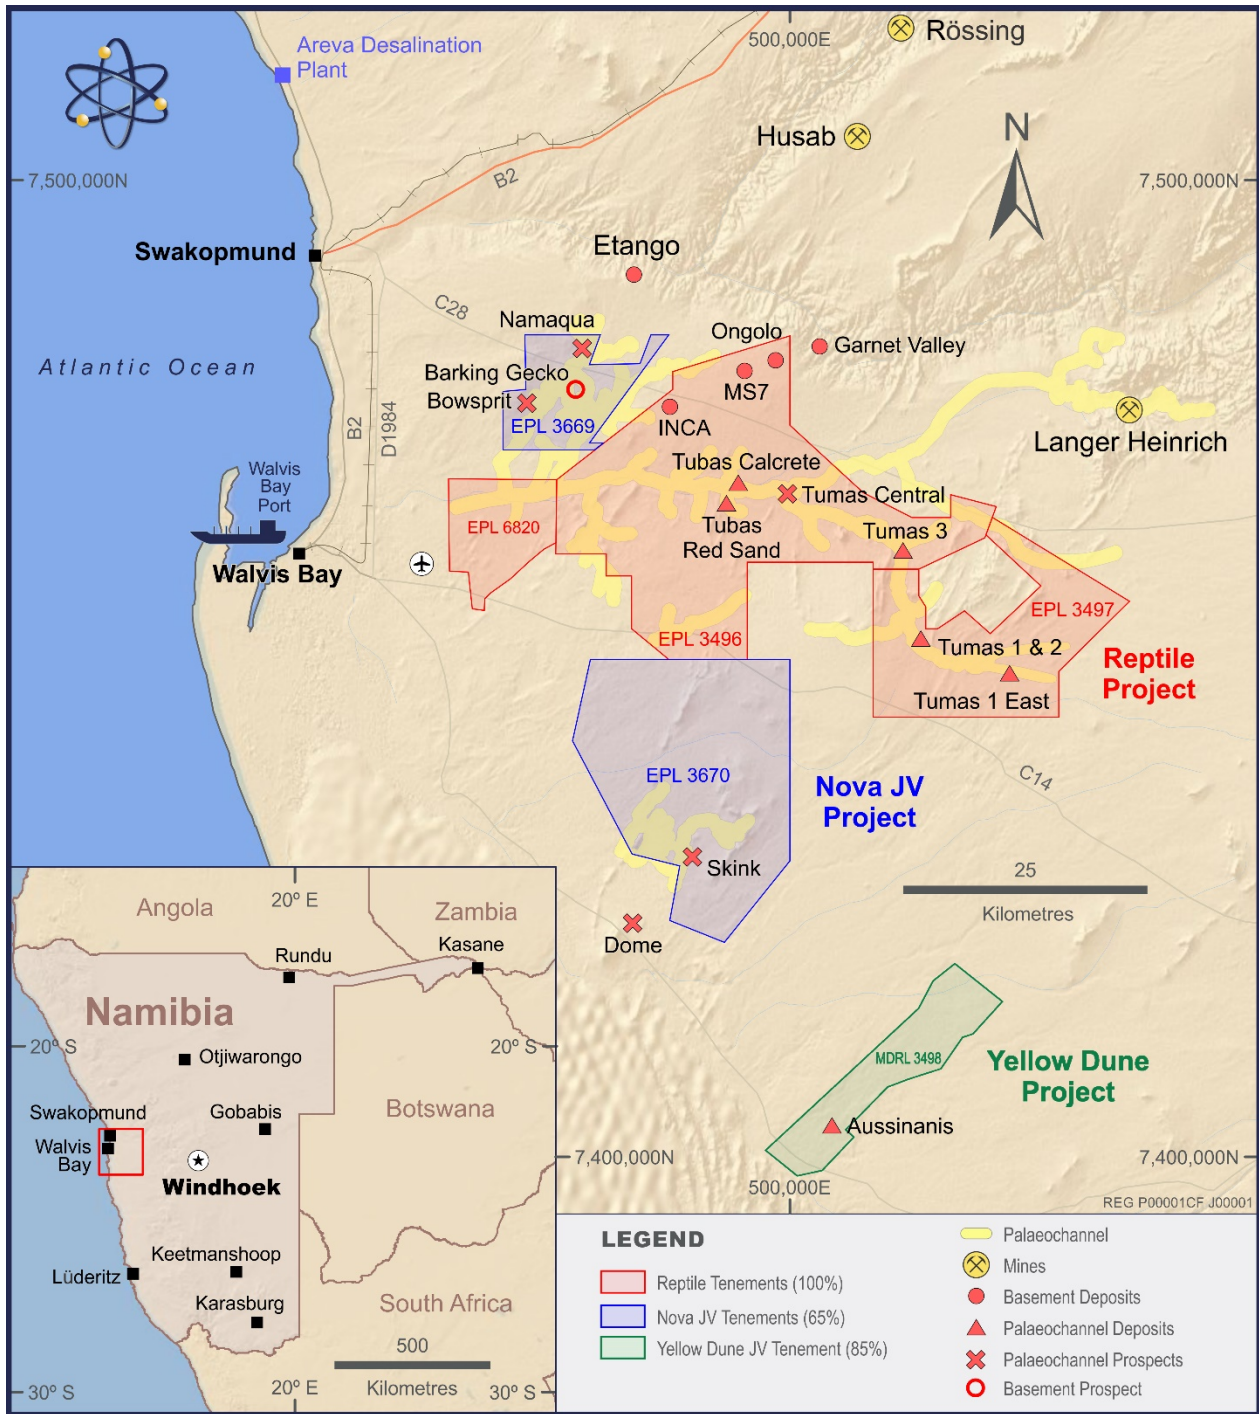 Areva Desalination
Plant
500,000E
Rössing
Husab
N
7,500,000N
7,500,000N
B2
Swakopmund
Etango
C28
Namaqua
Ongolo
Garnet Valley
Atlantic Ocean
Barking Gecko
MS7
Bowsprit
B2
D1984
EPL 3669
INCA
Langer Heinrich
Tubas Calcrete
Walvis
Bay
Port
Tumas Central
EPL 6820
Tubas
Red Sand
Tumas 3
Walvis Bay
EPL 3497
EPL 3496
Tumas 1 & 2
Reptile
Project
Tumas 1 East
EPL 3670
C14
Nova JV
Project
Skink
25
Kilometres
Dome
MDRL 3498
Yellow Dune
Project
Aussinanis
7,400,000N
7,400,000N
500,000E
REG P00001CF J00001
Angola
20° E
Zambia
Kasane
Rundu
Namibia
20° S
20° S
Otjiwarongo
Swakopmund
Gobabis
Botswana
Walvis
Bay
Windhoek
Keetmanshoop
Lüderitz
Karasburg
South Africa
500
Kilometres
30° S
20° E
30° S
LEGEND
Reptile Tenements (100%)
Nova JV Tenements (65%)
Yellow Dune JV Tenement (85%)
Palaeochannel
Mines
Basement Deposits
Palaeochannel Deposits
Palaeochannel Prospects
Basement Prospect